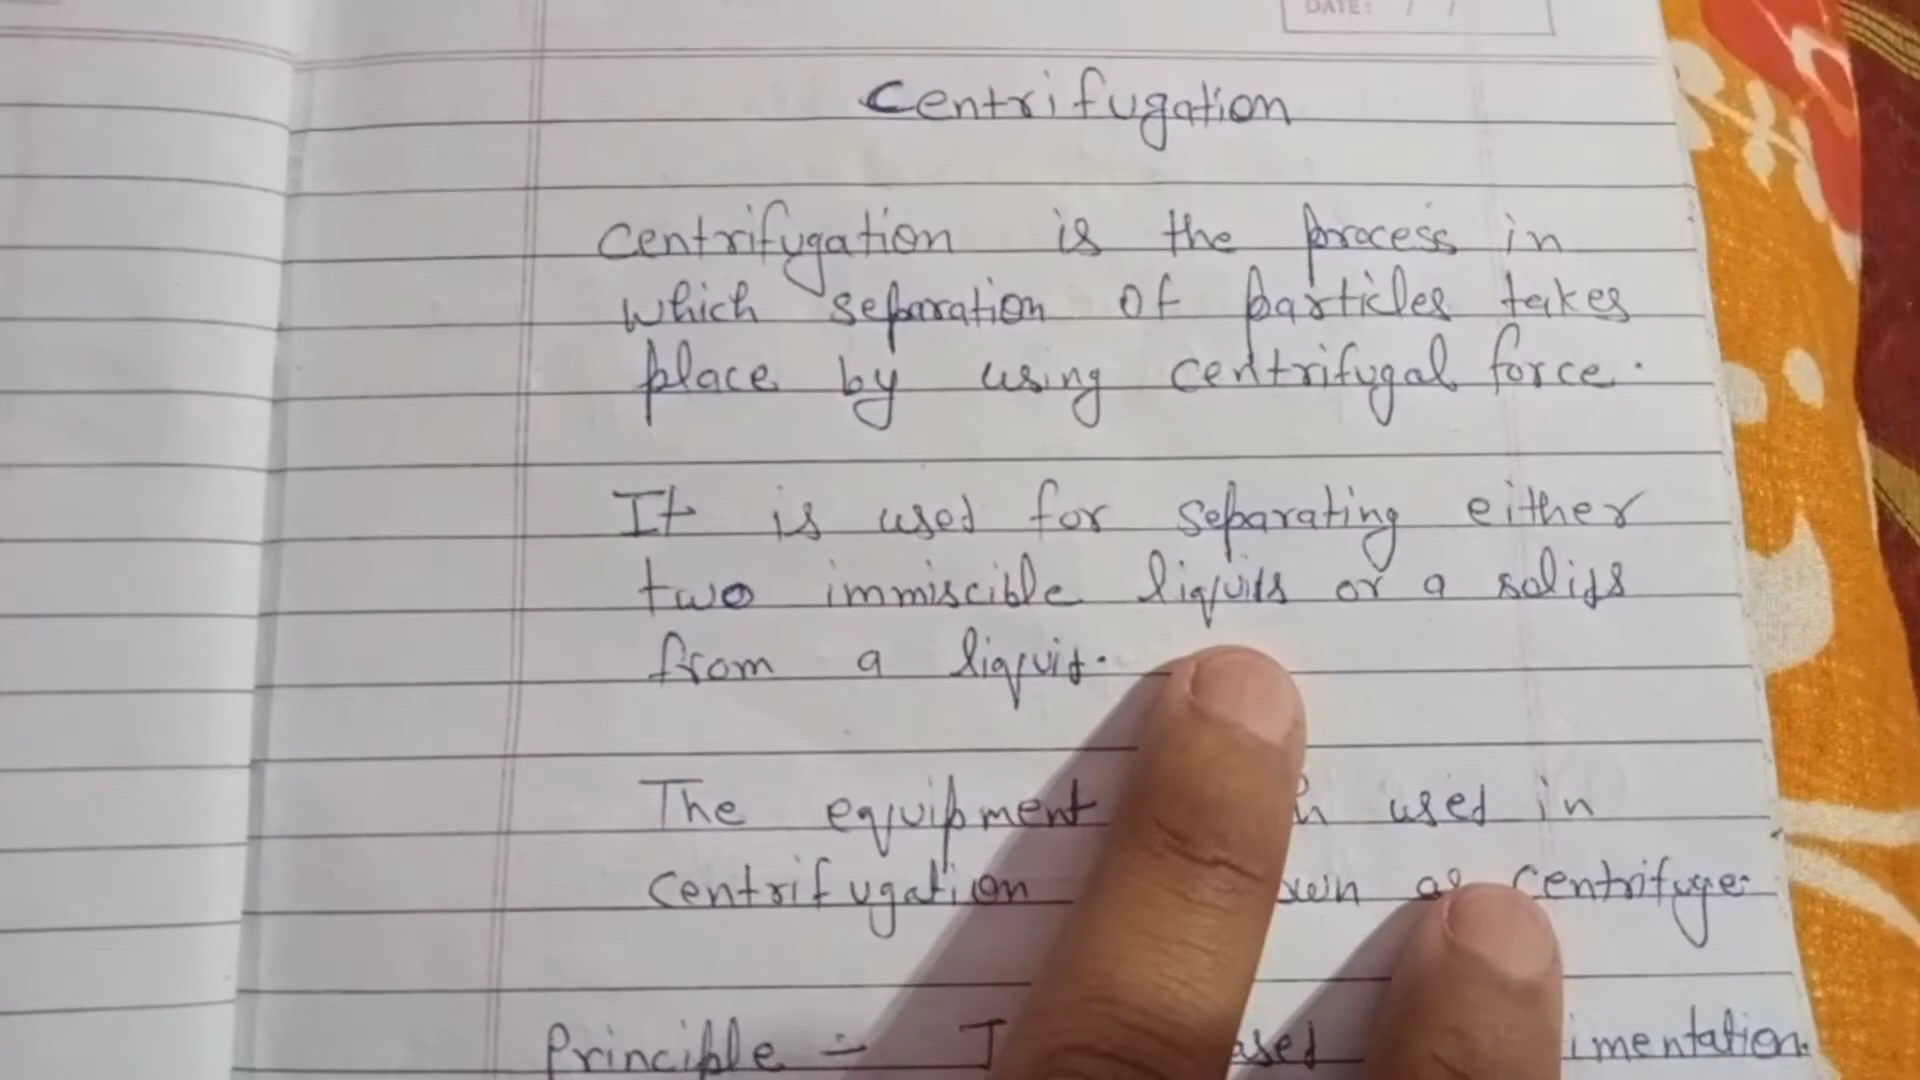 DATE: / /
Centrifugation
Centrifugation is the process in
which separation of particles takes
place by using centrifugal force.
It is used for separating either
two immiscible liquids or a solids
from a liquid.
The equipment used in
Centrifugation as centrifuge.
Principle :-